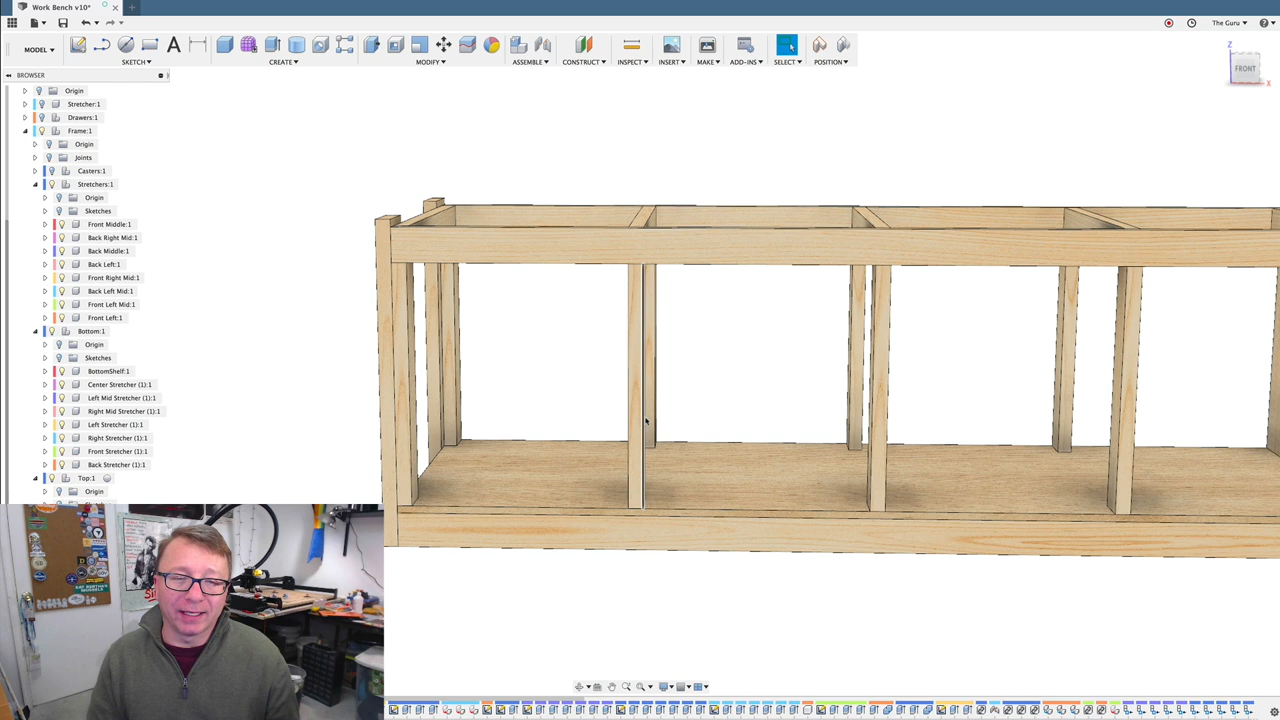 Work Bench v10*
The Guru
MODEL
SKETCH
CREATE
MODIFY
ASSEMBLE
CONSTRUCT
INSPECT
INSERT
MAKE
ADD-INS
SELECT
POSITION
Z
FRONT
X
BROWSER
Origin
Stretcher:1
Drawers:1
Frame:1
Origin
Joints
Casters:1
Stretchers:1
Origin
Sketches
Front Middle:1
Back Right Mid:1
Back Middle:1
Back Left:1
Front Right Mid:1
Back Left Mid:1
Front Left Mid:1
Front Left:1
Bottom:1
Origin
Sketches
BottomShelf:1
Center Stretcher (1):1
Left Mid Stretcher (1):1
Right Mid Stretcher (1):1
Left Stretcher (1):1
Right Stretcher (1):1
Front Stretcher (1):1
Back Stretcher (1):1
Top:1
Origin